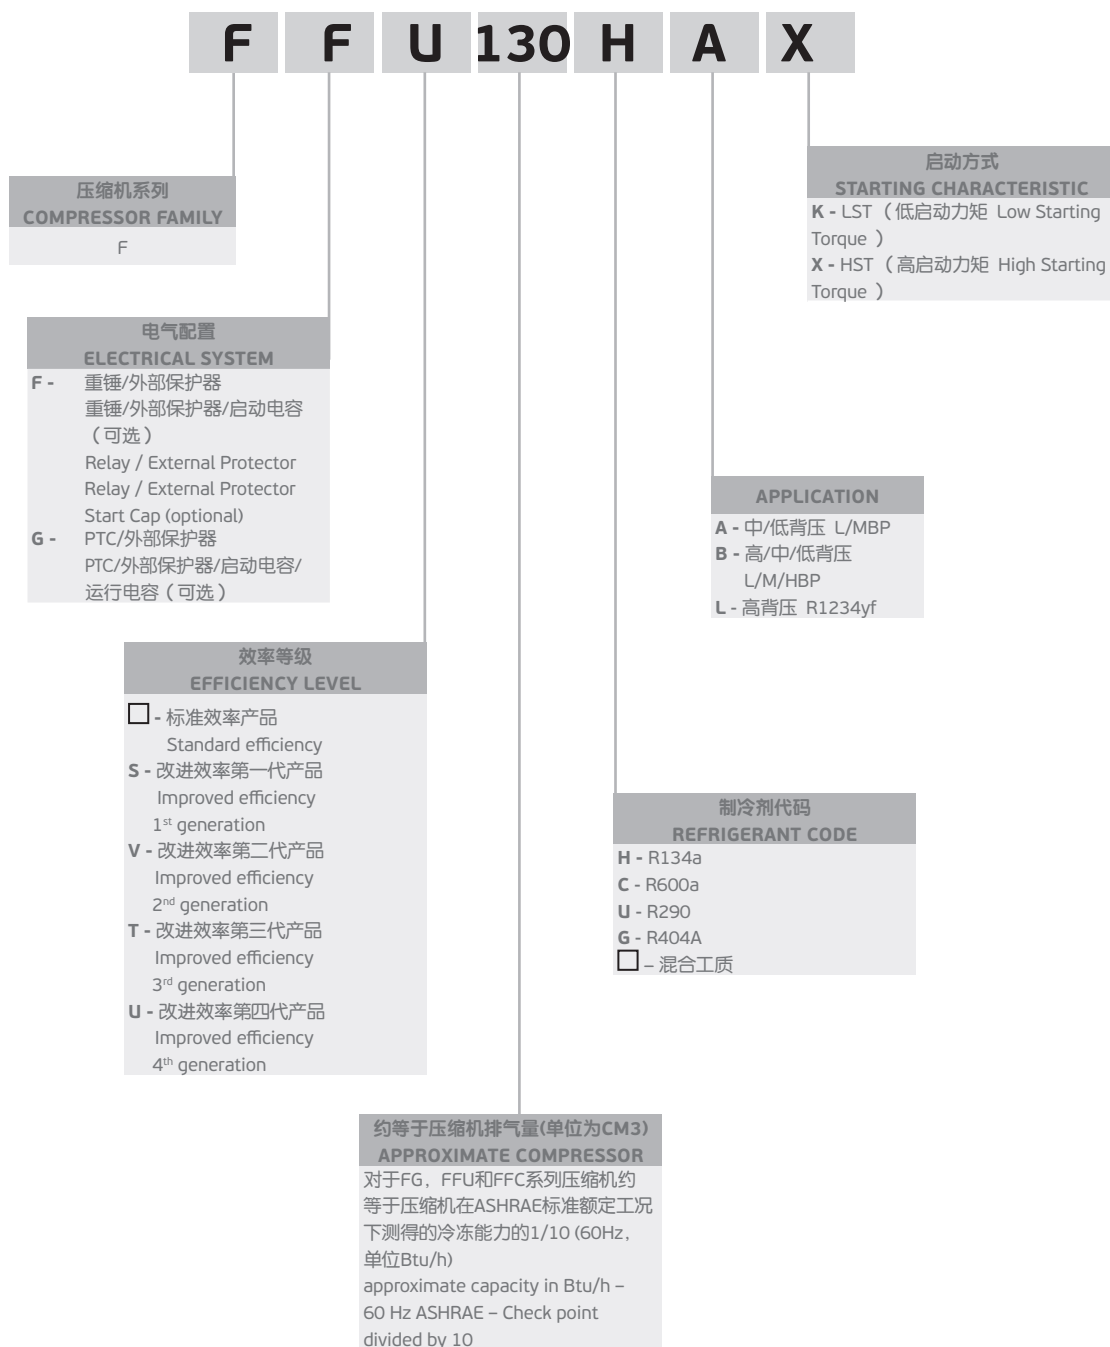 F F U 130 H A X
启动方式
STARTING CHARACTERISTIC
K - LST （低启动力矩 Low Starting
Torque ）
X - HST （高启动力矩 High Starting
Torque ）
压缩机系列
COMPRESSOR FAMILY
F
电气配置
ELECTRICAL SYSTEM
F - 重锤/外部保护器
重锤/外部保护器/启动电容
（可选）
Relay / External Protector
Relay / External Protector
Start Cap (optional)
G - PTC/外部保护器
PTC/外部保护器/启动电容/
运行电容（可选）
APPLICATION
A - 中/低背压 L/MBP
B - 高/中/低背压
L/M/HBP
L - 高背压 R1234yf
效率等级
EFFICIENCY LEVEL
□ - 标准效率产品
Standard efficiency
S - 改进效率第一代产品
Improved efficiency
1st generation
V - 改进效率第二代产品
Improved efficiency
2nd generation
T - 改进效率第三代产品
Improved efficiency
3rd generation
U - 改进效率第四代产品
Improved efficiency
4th generation
制冷剂代码
REFRIGERANT CODE
H - R134a
C - R600a
U - R290
G - R404A
□ – 混合工质
约等于压缩机排气量(单位为CM3)
APPROXIMATE COMPRESSOR
对于FG，FFU和FFC系列压缩机约
等于压缩机在ASHRAE标准额定工况
下测得的冷冻能力的1/10 (60Hz，
单位Btu/h)
approximate capacity in Btu/h –
60 Hz ASHRAE – Check point
divided by 10